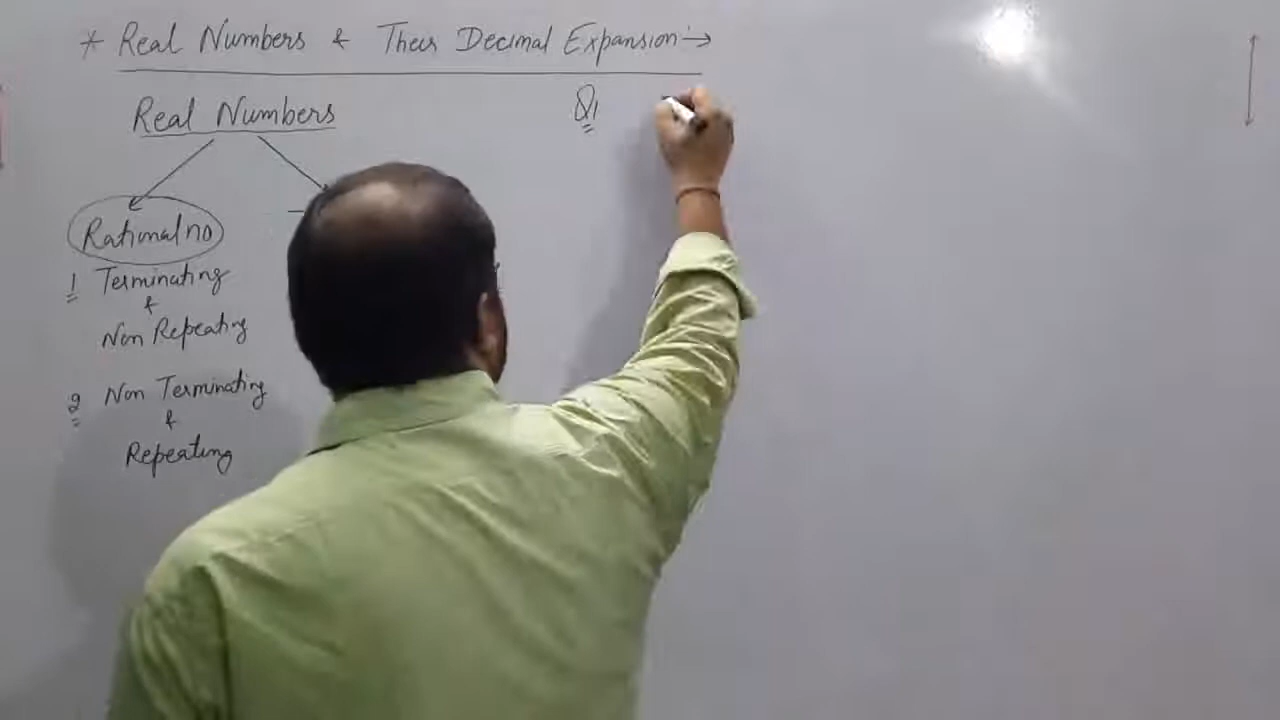 * Real Numbers & Their Decimal Expansion →
Real Numbers
Q1
Rational no
1 Terminating
&
Non Repeating
2 Non Terminating
&
Repeating